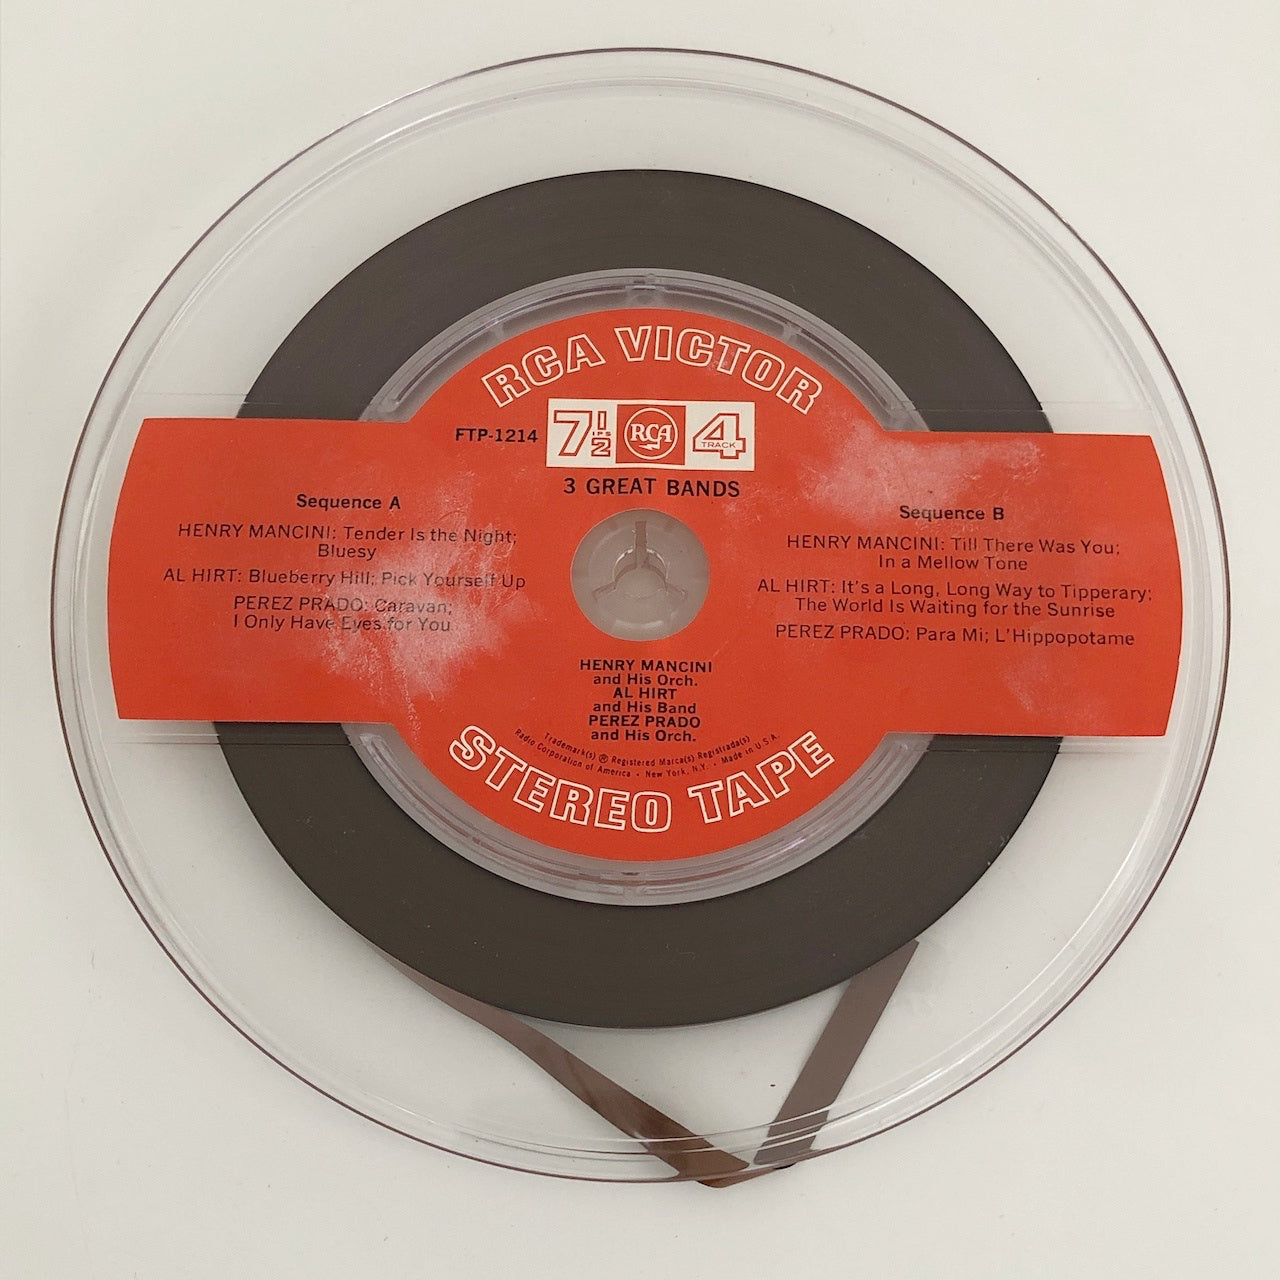 RCA VICTOR
FTP-1214
7 1/2 IPS
RCA
4 TRACK
3 GREAT BANDS
Sequence A
HENRY MANCINI: Tender Is the Night;
Bluesy
AL HIRT: Blueberry Hill; Pick Yourself Up
PEREZ PRADO: Caravan;
I Only Have Eyes for You
Sequence B
HENRY MANCINI: Till There Was You;
In a Mellow Tone
AL HIRT: It's a Long, Long Way to Tipperary;
The World Is Waiting for the Sunrise
PEREZ PRADO: Para Mi; L'Hippopotame
HENRY MANCINI
and His Orch.
AL HIRT
and His Band
PEREZ PRADO
and His Orch.
Trademark(s) ® Registered Marca(s) Registrada(s)
Radio Corporation of America • New York, N.Y. • Made in U.S.A.
STEREO TAPE